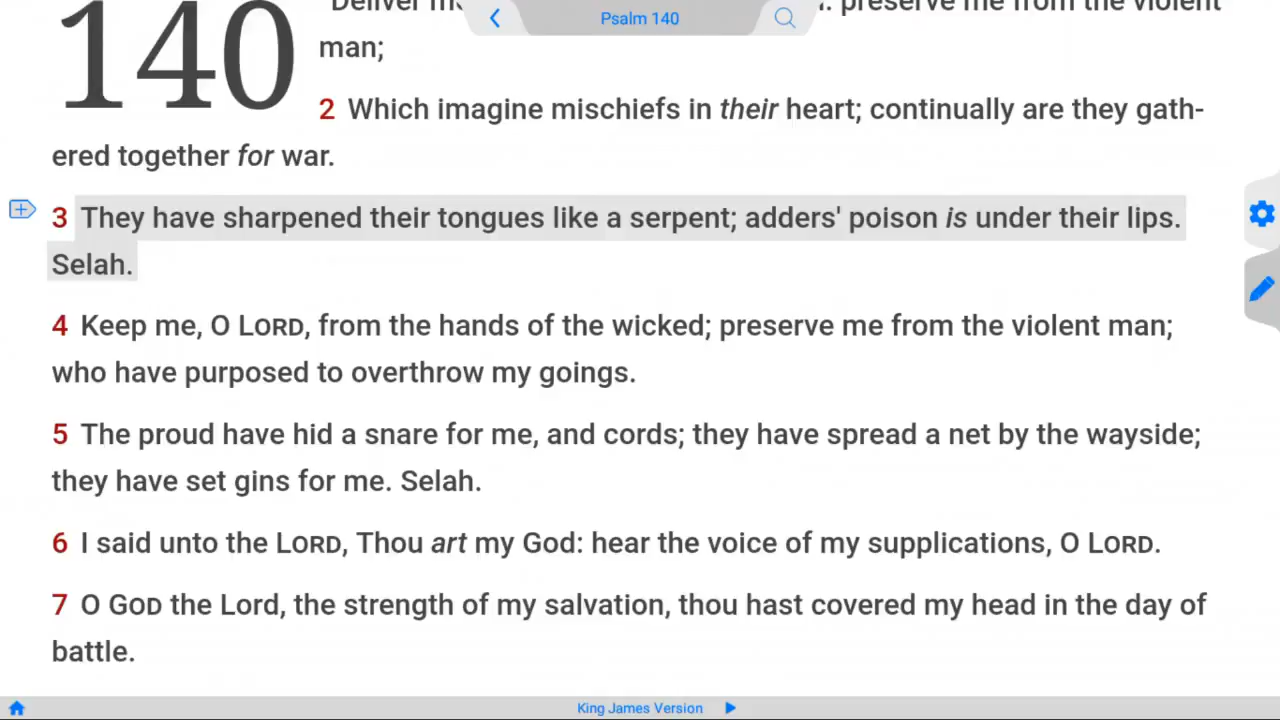 Psalm 140
140
preserve me from the violent
man;
2 Which imagine mischiefs in their heart; continually are they gath-
ered together for war.
3 They have sharpened their tongues like a serpent; adders' poison is under their lips.
Selah.
4 Keep me, O LORD, from the hands of the wicked; preserve me from the violent man;
who have purposed to overthrow my goings.
5 The proud have hid a snare for me, and cords; they have spread a net by the wayside;
they have set gins for me. Selah.
6 I said unto the LORD, Thou art my God: hear the voice of my supplications, O LORD.
7 O GOD the Lord, the strength of my salvation, thou hast covered my head in the day of
battle.
King James Version